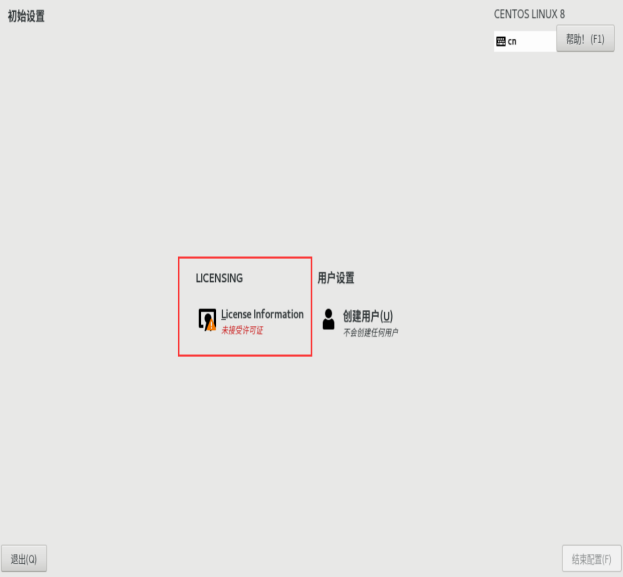 初始设置
CENTOS LINUX 8
cn
帮助！(F1)
LICENSING
用户设置
License Information
未接受许可证
创建用户(U)
不会创建任何用户
退出(Q)
结束配置(F)